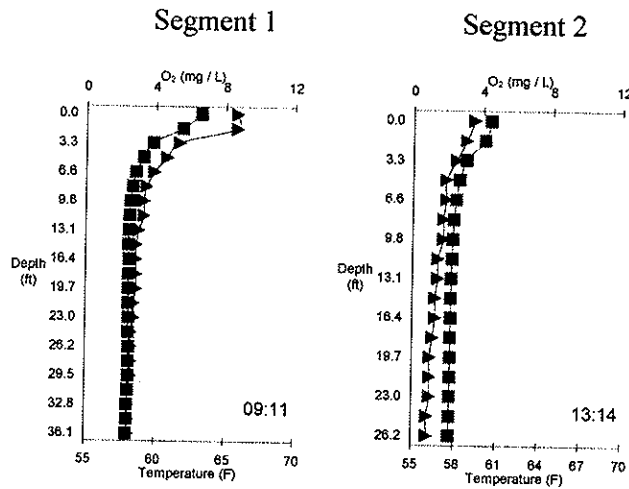 Segment 1
O₂ (mg / L)
0 4 8 12
0.0
3.3
6.6
9.8
13.1
16.4
Depth
(ft)
19.7
23.0
26.2
29.5
32.8
36.1
09:11
55 60 65 70
Temperature (F)
Segment 2
O₂ (mg / L)
0 4 8 12
0.0
3.3
6.6
9.8
Depth
(ft)
13.1
16.4
19.7
23.0
26.2
13:14
55 58 61 64 67 70
Temperature (F)